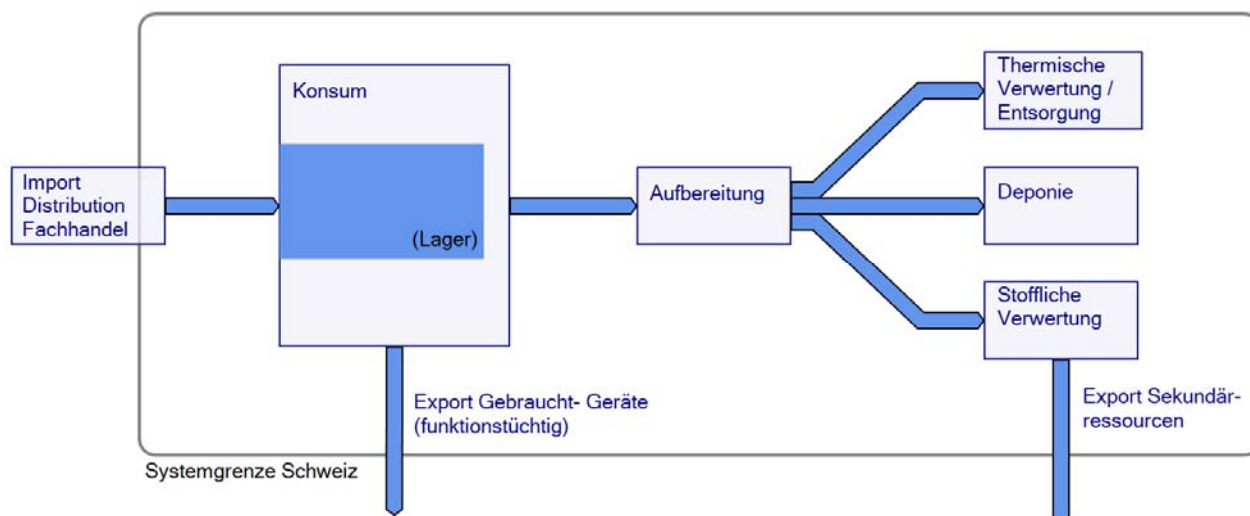 Import
Distribution
Fachhandel
Konsum
(Lager)
Aufbereitung
Thermische
Verwertung /
Entsorgung
Deponie
Stoffliche
Verwertung
Export Gebraucht- Geräte
(funktionstüchtig)
Export Sekundär-
ressourcen
Systemgrenze Schweiz